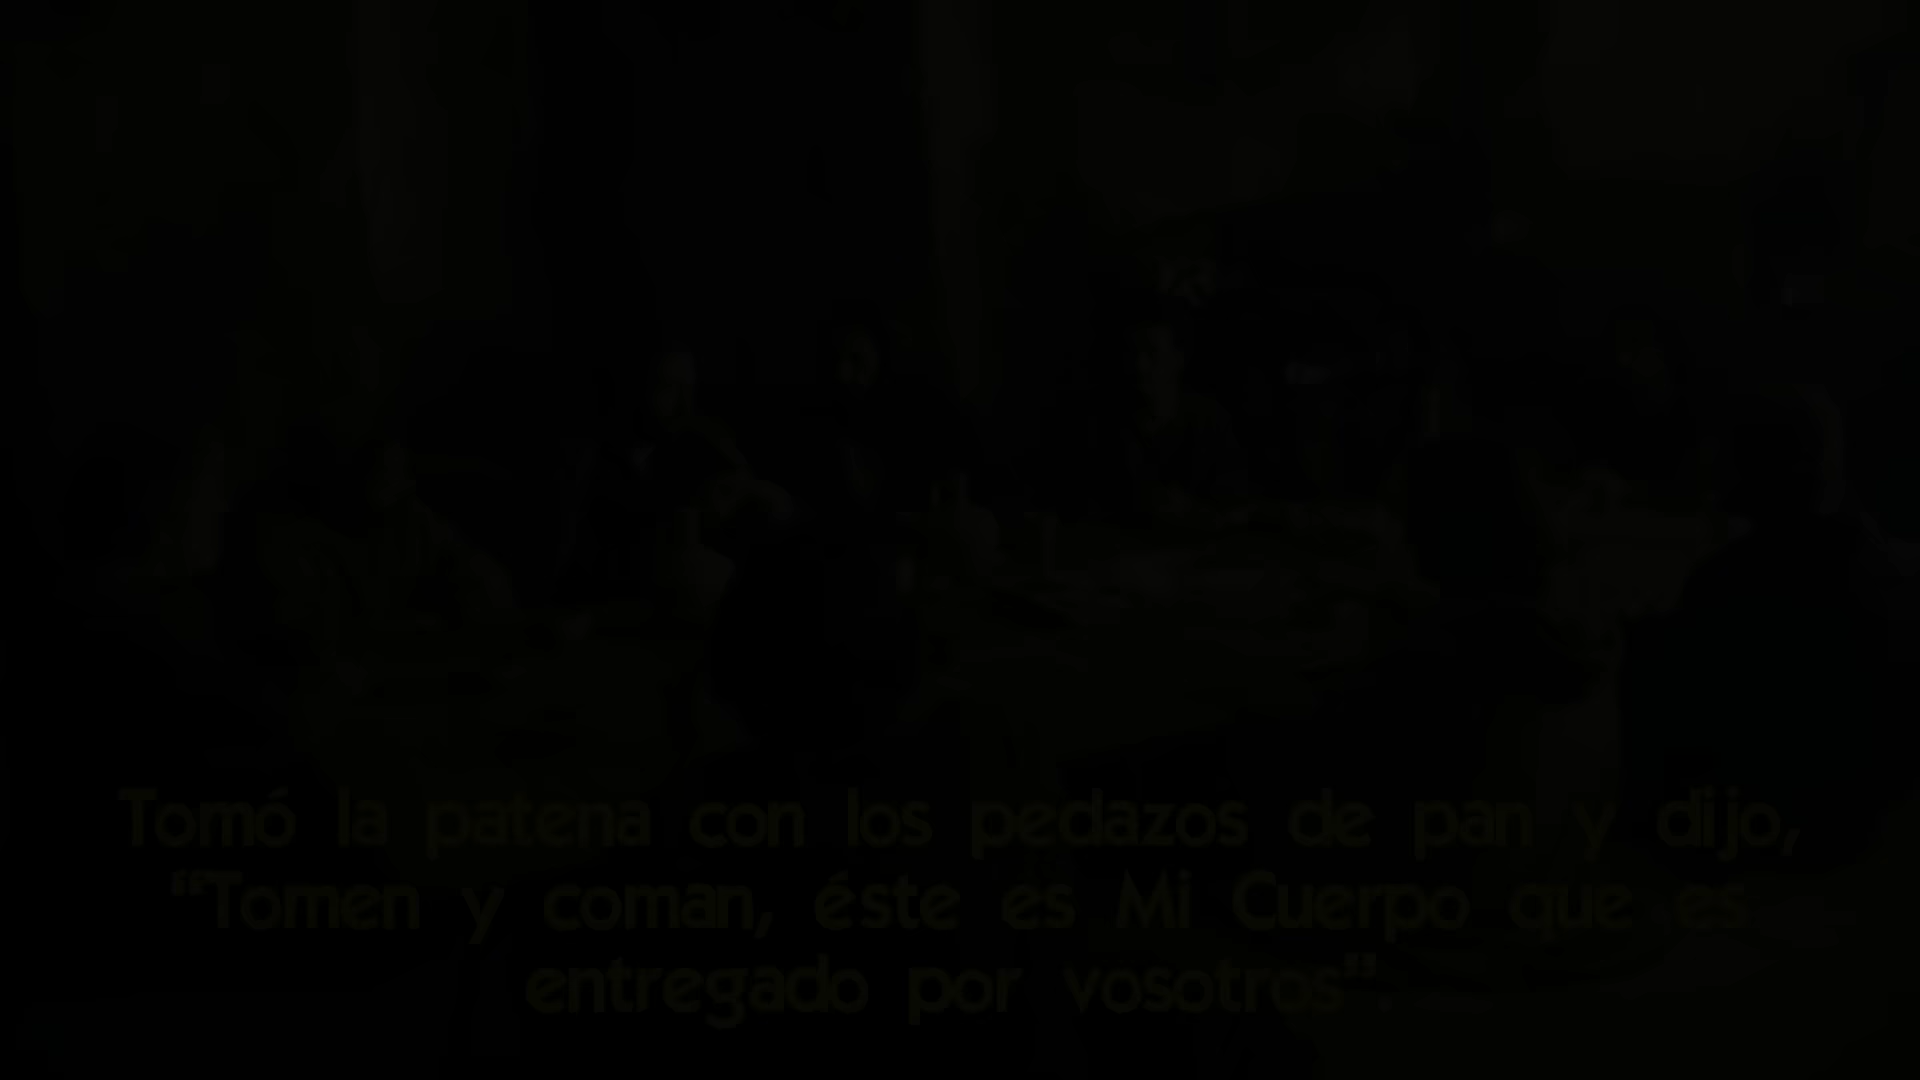 Tomó la patena con los pedazos de pan y dijo,
“Tomen y coman, éste es Mi Cuerpo que es
entregado por vosotros”.